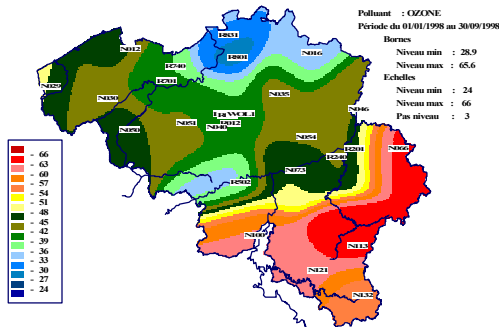 Polluant : OZONE
Période du 01/01/1998 au 30/09/1998
Bornes
Niveau min : 28.9
Niveau max : 65.6
Echelles
Niveau min : 24
Niveau max : 66
Pas niveau : 3
R831
N012
N016
R740
R801
R701
N029
N030
N035
N046
WOL1
N051
R012
N040
N050
N054
R201
N066
R240
N073
R502
N100
N113
N121
N132
- 66
- 63
- 60
- 57
- 54
- 51
- 48
- 45
- 42
- 39
- 36
- 33
- 30
- 27
- 24